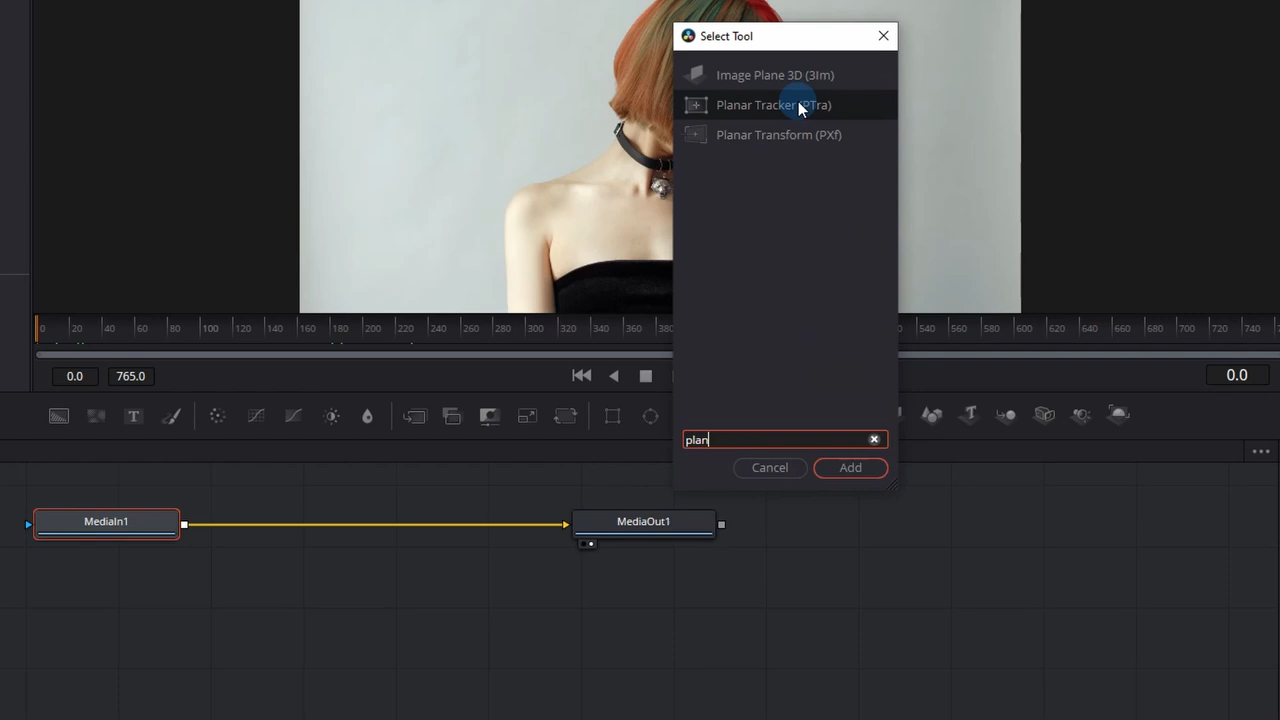 Select Tool
Image Plane 3D (3Im)
Planar Tracker (PTra)
Planar Transform (PXf)
0 20 40 60 80 100 120 140 160 180 200 220 240 260 280 300 320 340 360 540 560 580 600 620 640 660 680 700 720 740
0.0 765.0 0.0
T
plan
Cancel Add
MediaIn1 MediaOut1